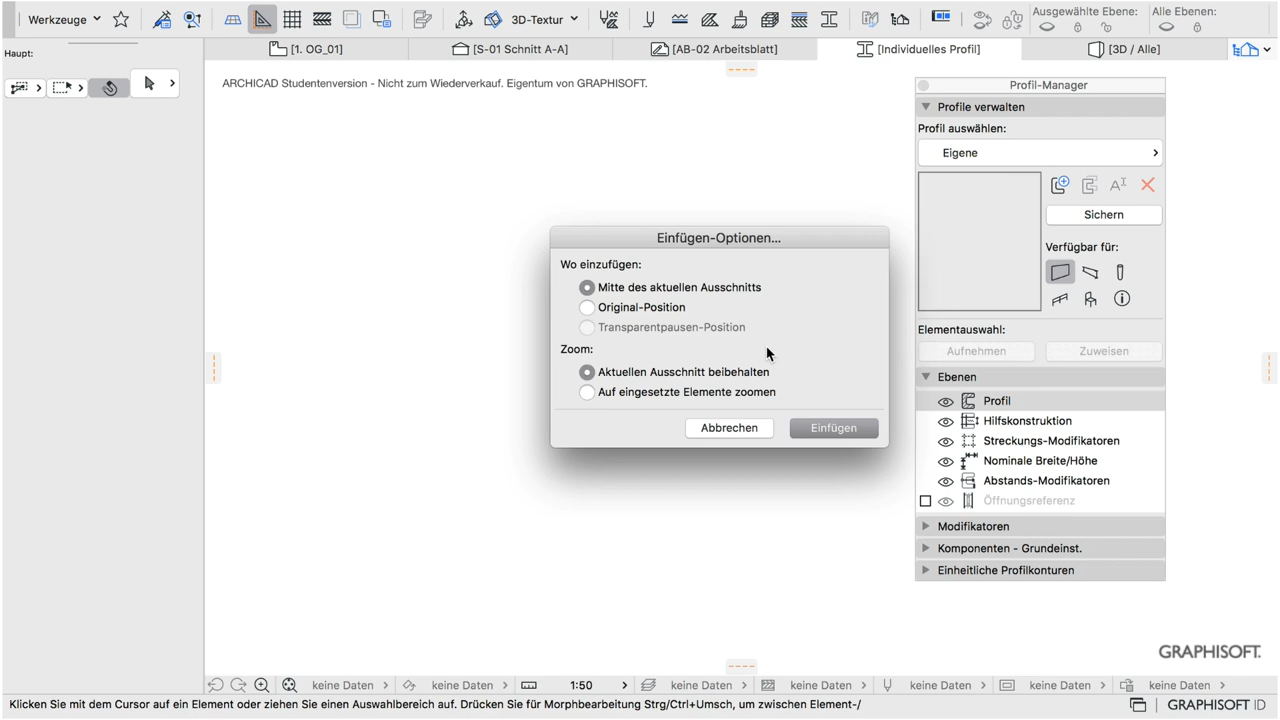 Werkzeuge
3D-Textur
Ausgewählte Ebene:
Alle Ebenen:
[1. OG_01]
[S-01 Schnitt A-A]
[AB-02 Arbeitsblatt]
[Individuelles Profil]
[3D / Alle]
Haupt:
ARCHICAD Studentenversion - Nicht zum Wiederverkauf. Eigentum von GRAPHISOFT.
Profil-Manager
Profile verwalten
Profil auswählen:
Eigene
Sichern
Verfügbar für:
Elementauswahl:
Aufnehmen
Zuweisen
Ebenen
Profil
Hilfskonstruktion
Streckungs-Modifikatoren
Nominale Breite/Höhe
Abstands-Modifikatoren
Öffnungsreferenz
Modifikatoren
Komponenten - Grundeinst.
Einheitliche Profilkonturen
Einfügen-Optionen...
Wo einzufügen:
Mitte des aktuellen Ausschnitts
Original-Position
Transparentpausen-Position
Zoom:
Aktuellen Ausschnitt beibehalten
Auf eingesetzte Elemente zoomen
Abbrechen
Einfügen
GRAPHISOFT.
keine Daten
keine Daten
1:50
keine Daten
keine Daten
keine Daten
keine Daten
keine Daten
Klicken Sie mit dem Cursor auf ein Element oder ziehen Sie einen Auswahlbereich auf. Drücken Sie für Morphbearbeitung Strg/Ctrl+Umsch, um zwischen Element-/
GRAPHISOFT ID